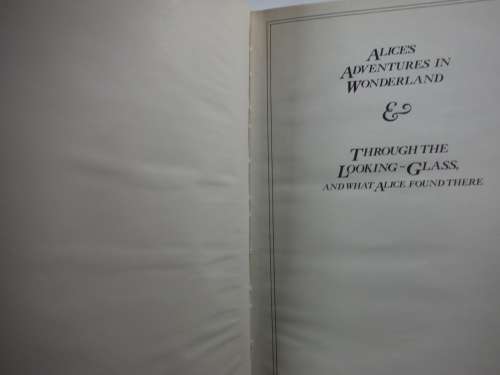 ALICE'S
ADVENTURES IN
WONDERLAND
&
THROUGH THE
LOOKING-GLASS,
AND WHAT ALICE FOUND THERE